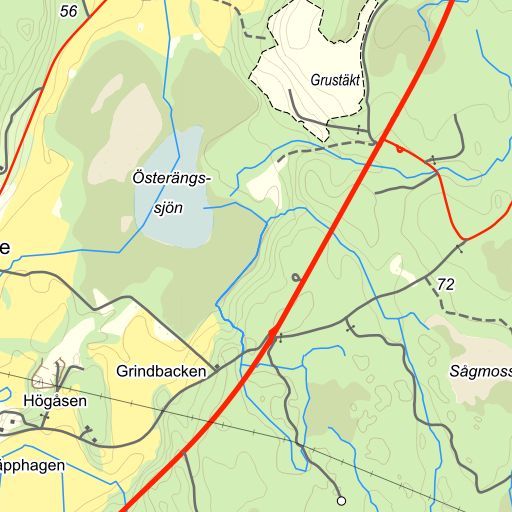 56
Grustäkt
Österängs-
sjön
e
72
Grindbacken
Sågmoss
Högåsen
äpphagen